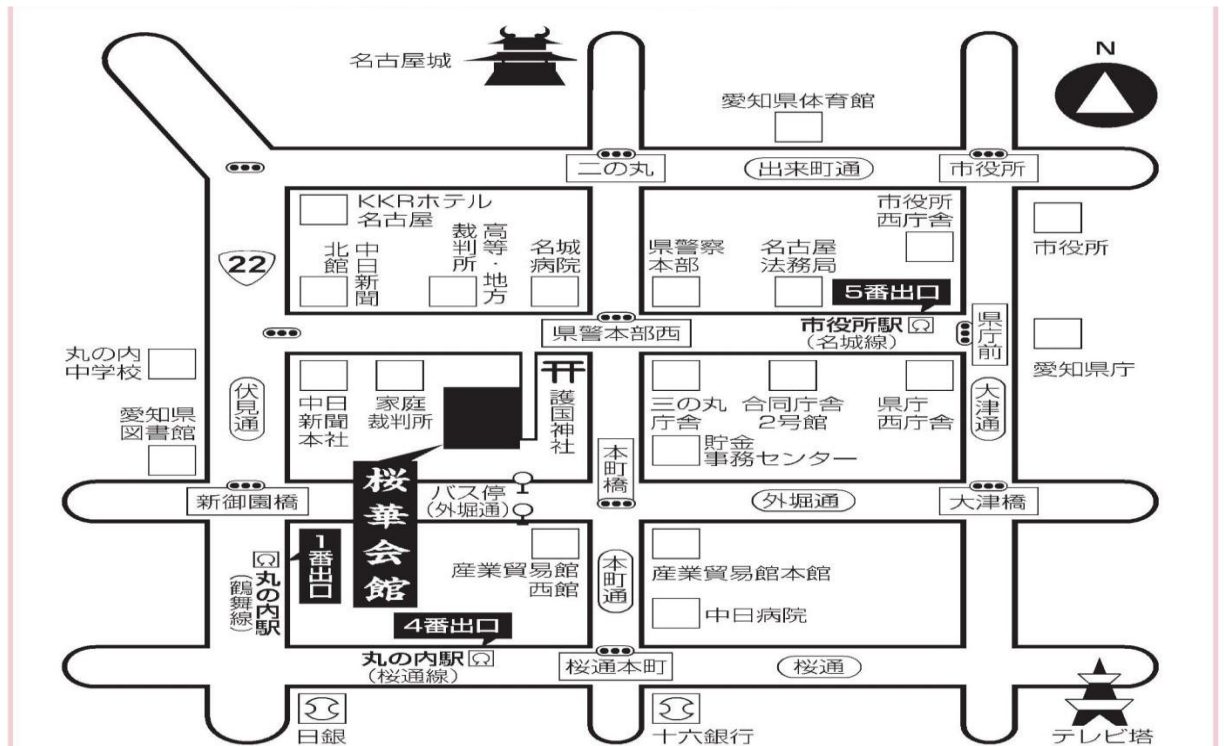 名古屋城
N
愛知県体育館
二の丸
出来町通
市役所
KKRホテル
名古屋
市役所
西庁舎
市役所
22
中日新聞
北館
高等・地方
裁判所
名城
病院
県警察
本部
名古屋
法務局
5番出口
市役所駅
(名城線)
県庁前
県警本部西
丸の内
中学校
愛知県庁
愛知県
図書館
伏見通
中日
新聞
本社
家庭
裁判所
護国神社
三の丸
庁舎
合同庁舎
2号館
県庁
西庁舎
大津通
貯金
事務センター
本町橋
桜華会館
バス停
(外堀通)
新御園橋
外堀通
大津橋
1番出口
丸の内駅
(鶴舞線)
産業貿易館
西館
本町通
産業貿易館本館
中日病院
4番出口
丸の内駅
(桜通線)
桜通本町
桜通
日銀
十六銀行
テレビ塔